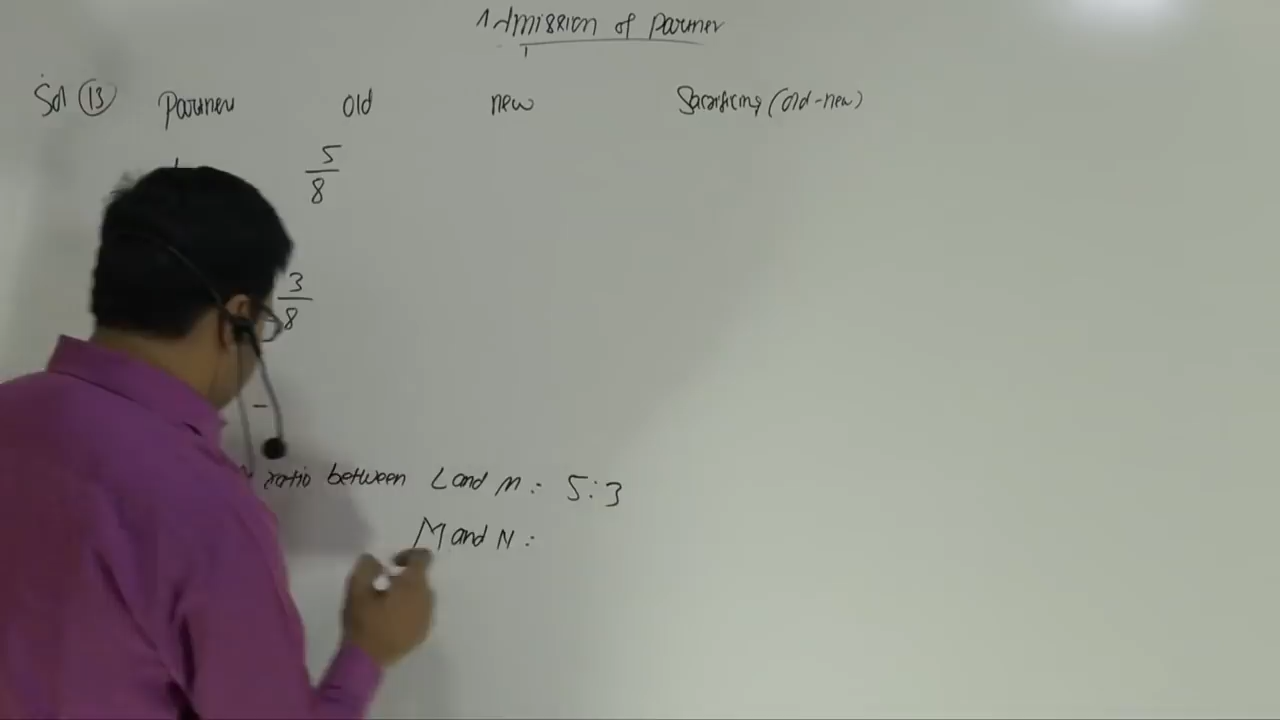 Admission of Partner
Sol (13) Partner old new Sacrificing (old-new)
5/8
3/8
-
ratio between L and M : 5:3
M and N :